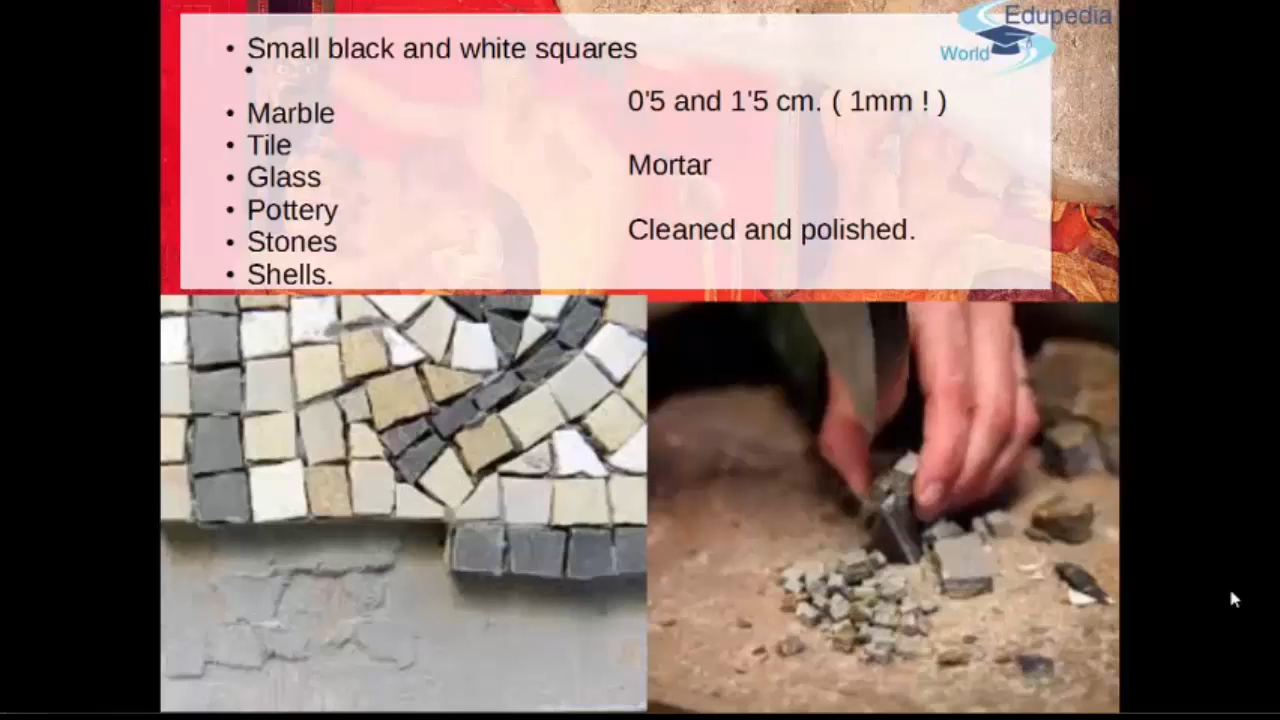 Edupedia
World
• Small black and white squares
•
• Marble
• Tile
• Glass
• Pottery
• Stones
• Shells.
0'5 and 1'5 cm. ( 1mm ! )
Mortar
Cleaned and polished.